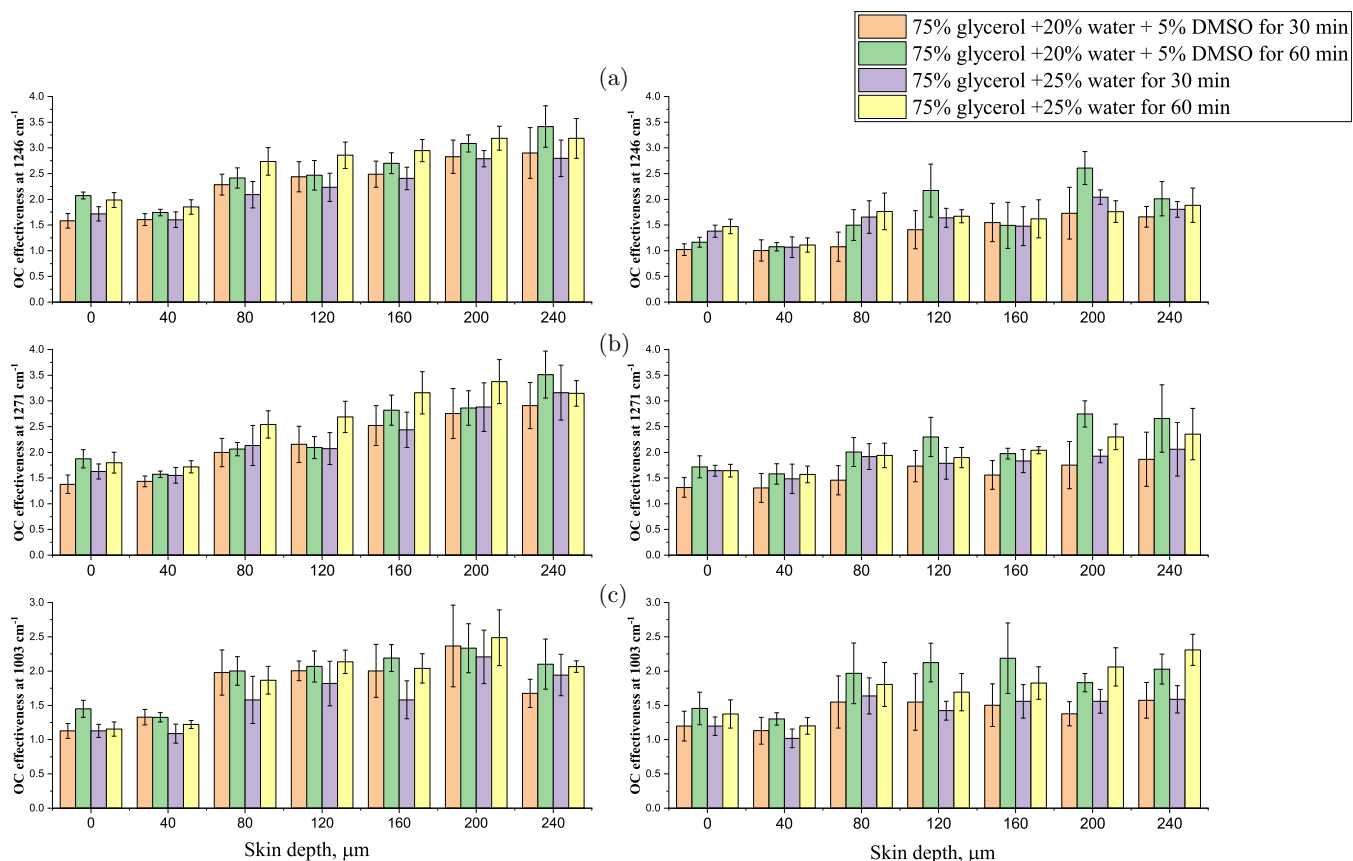 75% glycerol +20% water + 5% DMSO for 30 min
75% glycerol +20% water + 5% DMSO for 60 min
75% glycerol +25% water for 30 min
75% glycerol +25% water for 60 min
(a)
OC effectiveness at 1246 cm⁻¹
4.0
3.5
3.0
2.5
2.0
1.5
1.0
0.5
0.0
0 40 80 120 160 200 240
OC effectiveness at 1246 cm⁻¹
4.0
3.5
3.0
2.5
2.0
1.5
1.0
0.5
0.0
0 40 80 120 160 200 240
(b)
OC effectiveness at 1271 cm⁻¹
4.0
3.5
3.0
2.5
2.0
1.5
1.0
0.5
0.0
0 40 80 120 160 200 240
OC effectiveness at 1271 cm⁻¹
4.0
3.5
3.0
2.5
2.0
1.5
1.0
0.5
0.0
0 40 80 120 160 200 240
(c)
OC effectiveness at 1003 cm⁻¹
3.0
2.5
2.0
1.5
1.0
0.5
0.0
0 40 80 120 160 200 240
Skin depth, μm
OC effectiveness at 1003 cm⁻¹
3.0
2.5
2.0
1.5
1.0
0.5
0.0
0 40 80 120 160 200 240
Skin depth, μm